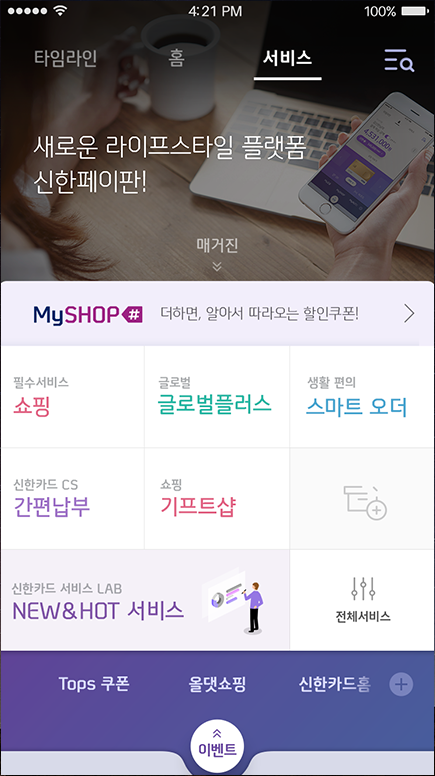 4:21 PM
100%
타임라인
홈
서비스
새로운 라이프스타일 플랫폼
신한페이판!
매거진
MySHOP#
더하면, 알아서 따라오는 할인쿠폰!
필수서비스
쇼핑
글로벌
글로벌플러스
생활 편의
스마트 오더
신한카드 CS
간편납부
쇼핑
기프트샵
신한카드 서비스 LAB
NEW&HOT 서비스
전체서비스
Tops 쿠폰
올댓쇼핑
신한카드홈
이벤트